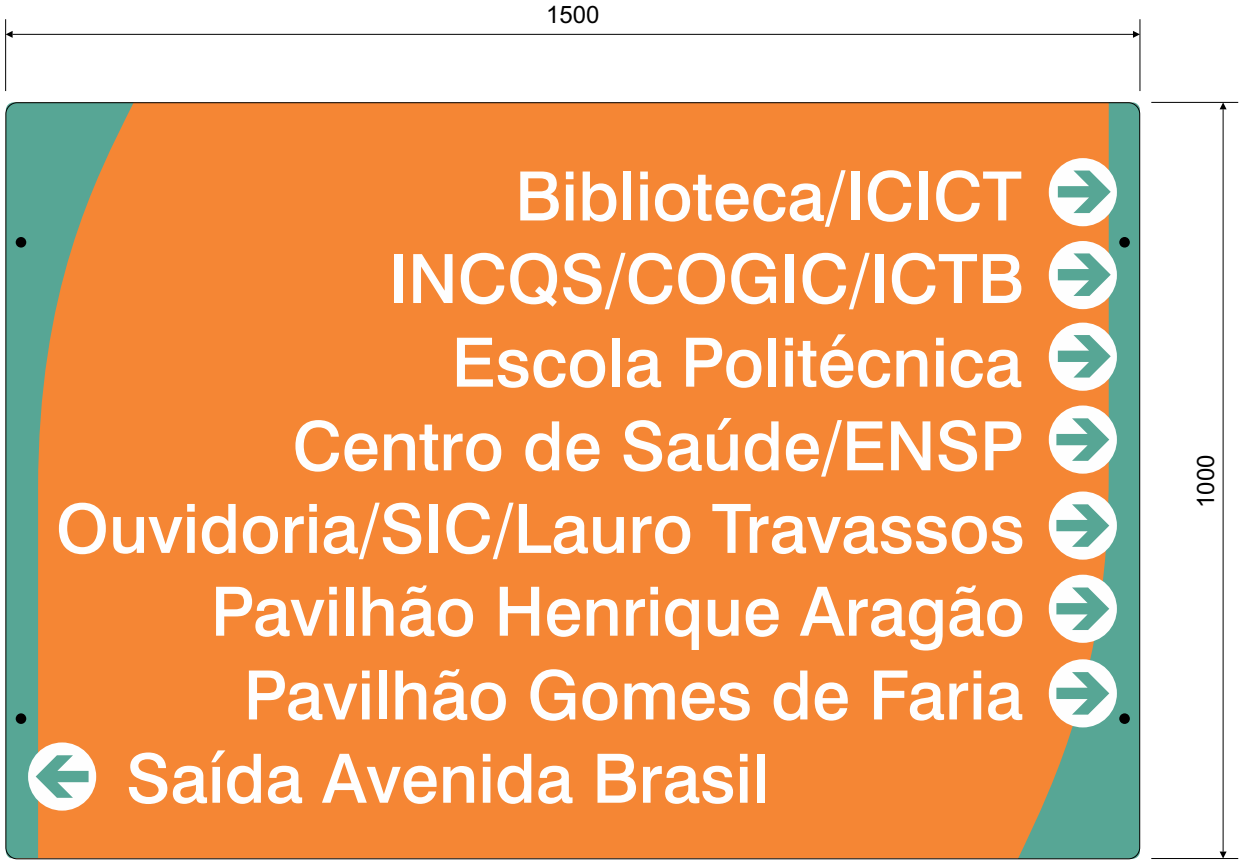 1500
Biblioteca/ICICT
INCQS/COGIC/ICTB
Escola Politécnica
Centro de Saúde/ENSP
Ouvidoria/SIC/Lauro Travassos
Pavilhão Henrique Aragão
Pavilhão Gomes de Faria
Saída Avenida Brasil
1000